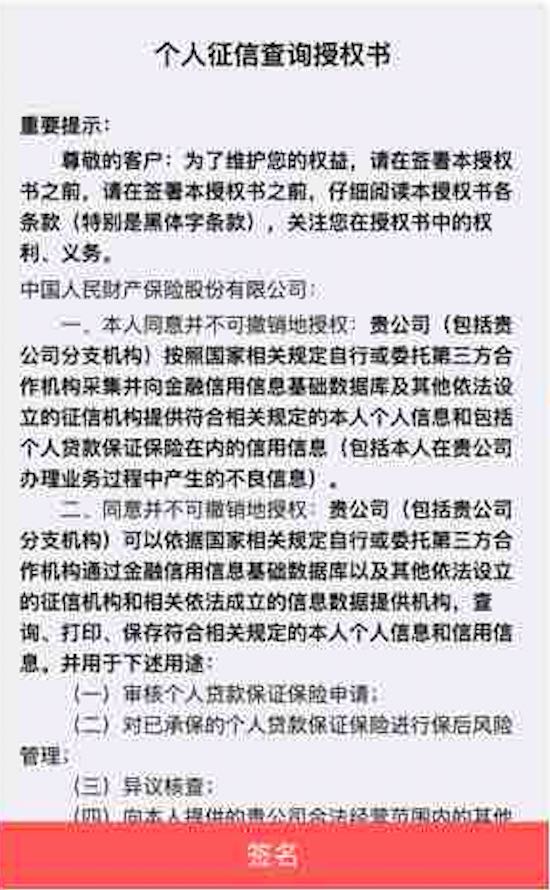 个人征信查询授权书
重要提示：
尊敬的客户：为了维护您的权益，请在签署本授权
书之前，请在签署本授权书之前，仔细阅读本授权书各
条款（特别是黑体字条款），关注您在授权书中的权
利、义务。
中国人民财产保险股份有限公司：
一、本人同意并不可撤销地授权：贵公司（包括贵
公司分支机构）按照国家相关规定自行或委托第三方合
作机构采集并向金融信用信息基础数据库及其他依法设
立的征信机构提供符合相关规定的本人个人信息和包括
个人贷款保证保险在内的信用信息（包括本人在贵公司
办理业务过程中产生的不良信息）。
二、同意并不可撤销地授权：贵公司（包括贵公司
分支机构）可以依据国家相关规定自行或委托第三方合
作机构通过金融信用信息基础数据库以及其他依法设立
的征信机构和相关依法成立的信息数据提供机构，查
询、打印、保存符合相关规定的本人个人信息和信用信
息。并用于下述用途：
（一）审核个人贷款保证保险申请；
（二）对已承保的个人贷款保证保险进行保后风险
管理；
（三）异议核查；
（四）向本人提供的贵公司合法经营范围内的其他
签名